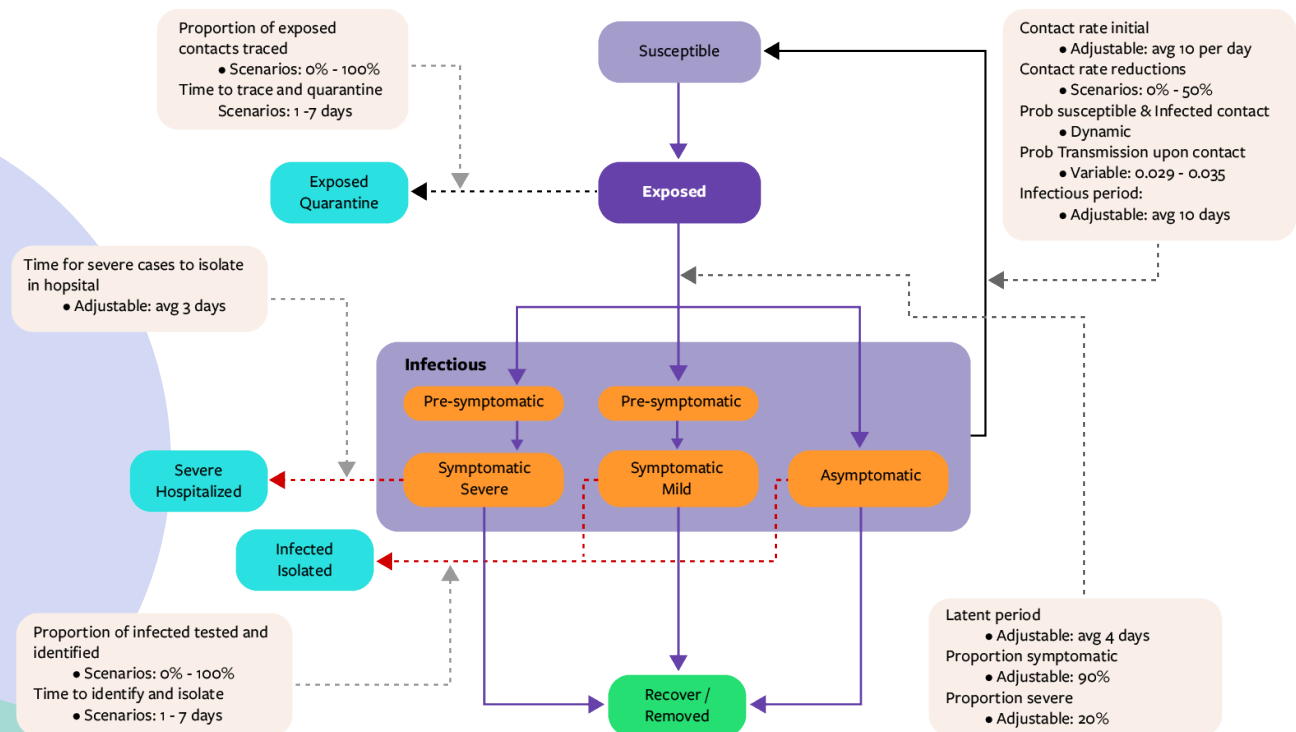 Proportion of exposed
contacts traced
● Scenarios: 0% - 100%
Time to trace and quarantine
Scenarios: 1 -7 days
Susceptible
Contact rate initial
● Adjustable: avg 10 per day
Contact rate reductions
● Scenarios: 0% - 50%
Prob susceptible & Infected contact
● Dynamic
Prob Transmission upon contact
● Variable: 0.029 - 0.035
Infectious period:
● Adjustable: avg 10 days
Exposed
Quarantine
Exposed
Time for severe cases to isolate
in hopsital
● Adjustable: avg 3 days
Infectious
Pre-symptomatic
Pre-symptomatic
Severe
Hospitalized
Symptomatic
Severe
Symptomatic
Mild
Asymptomatic
Infected
Isolated
Proportion of infected tested and
identified
● Scenarios: 0% - 100%
Time to identify and isolate
● Scenarios: 1 - 7 days
Recover /
Removed
Latent period
● Adjustable: avg 4 days
Proportion symptomatic
● Adjustable: 90%
Proportion severe
● Adjustable: 20%